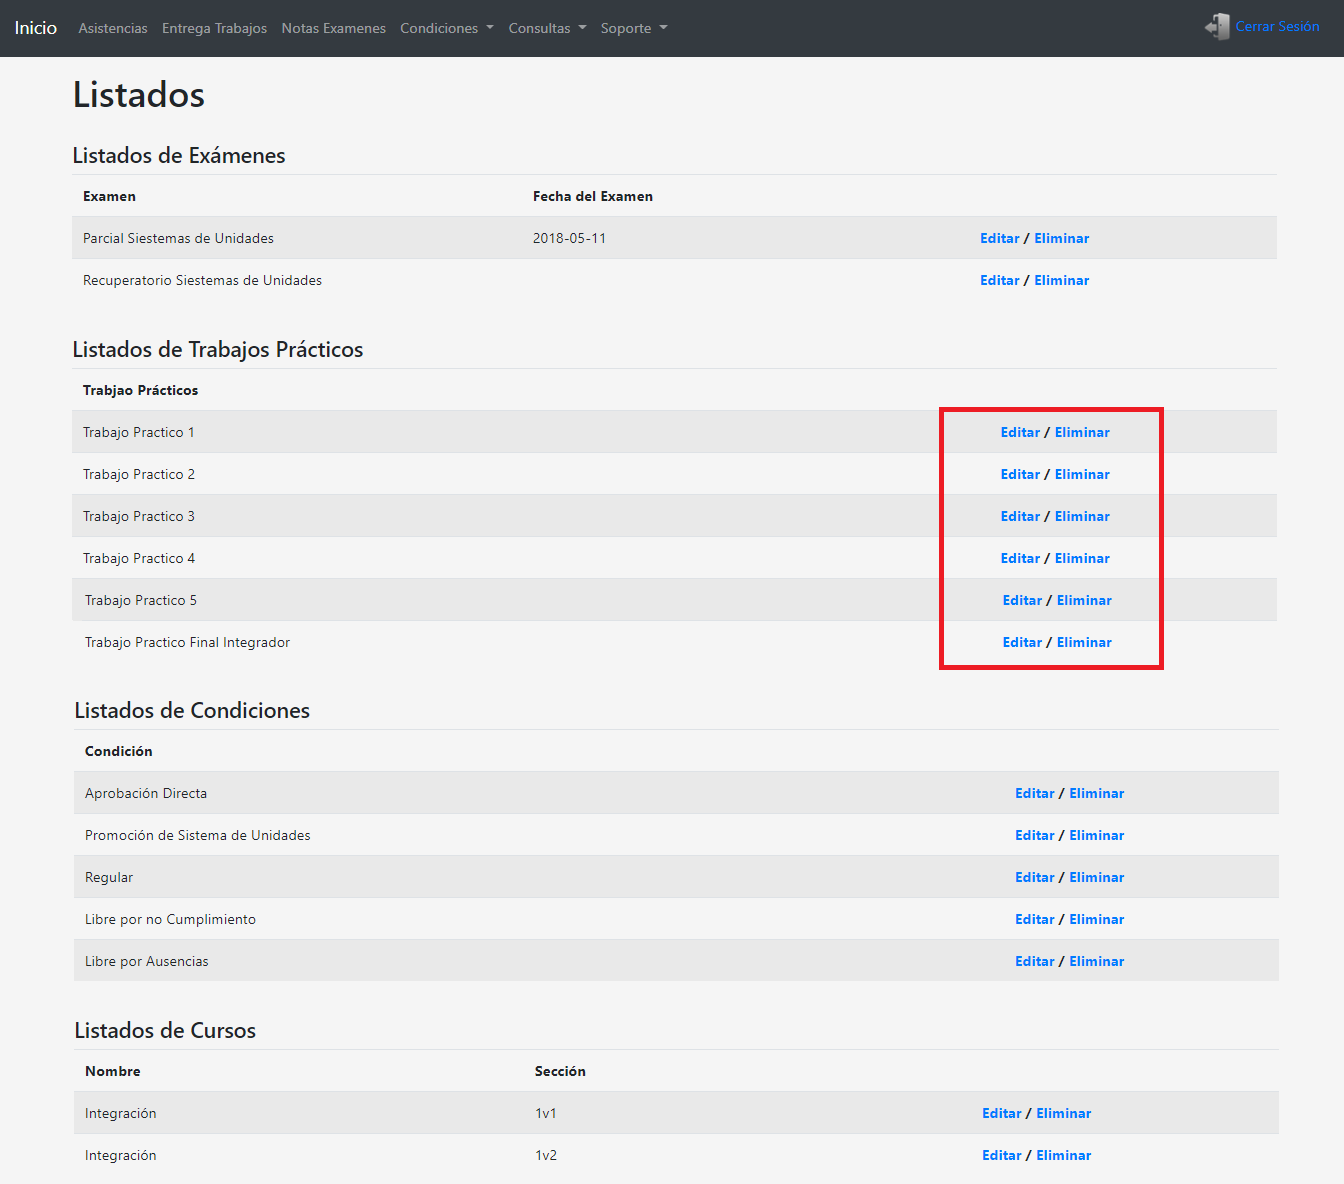 Inicio Asistencias Entrega Trabajos Notas Examenes Condiciones Consultas Soporte Cerrar Sesión
Listados
Listados de Exámenes
Examen Fecha del Examen
Parcial Siestemas de Unidades 2018-05-11 Editar / Eliminar
Recuperatorio Siestemas de Unidades Editar / Eliminar
Listados de Trabajos Prácticos
Trabjao Prácticos
Trabajo Practico 1 Editar / Eliminar
Trabajo Practico 2 Editar / Eliminar
Trabajo Practico 3 Editar / Eliminar
Trabajo Practico 4 Editar / Eliminar
Trabajo Practico 5 Editar / Eliminar
Trabajo Practico Final Integrador Editar / Eliminar
Listados de Condiciones
Condición
Aprobación Directa Editar / Eliminar
Promoción de Sistema de Unidades Editar / Eliminar
Regular Editar / Eliminar
Libre por no Cumplimiento Editar / Eliminar
Libre por Ausencias Editar / Eliminar
Listados de Cursos
Nombre Sección
Integración 1v1 Editar / Eliminar
Integración 1v2 Editar / Eliminar